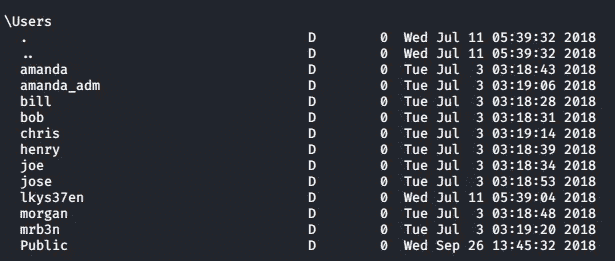 \Users
. D 0 Wed Jul 11 05:39:32 2018
.. D 0 Wed Jul 11 05:39:32 2018
amanda D 0 Tue Jul 3 03:18:43 2018
amanda_adm D 0 Tue Jul 3 03:19:06 2018
bill D 0 Tue Jul 3 03:18:28 2018
bob D 0 Tue Jul 3 03:18:31 2018
chris D 0 Tue Jul 3 03:19:14 2018
henry D 0 Tue Jul 3 03:18:39 2018
joe D 0 Tue Jul 3 03:18:34 2018
jose D 0 Tue Jul 3 03:18:53 2018
lkys37en D 0 Wed Jul 11 05:39:04 2018
morgan D 0 Tue Jul 3 03:18:48 2018
mrb3n D 0 Tue Jul 3 03:19:20 2018
Public D 0 Wed Sep 26 13:45:32 2018